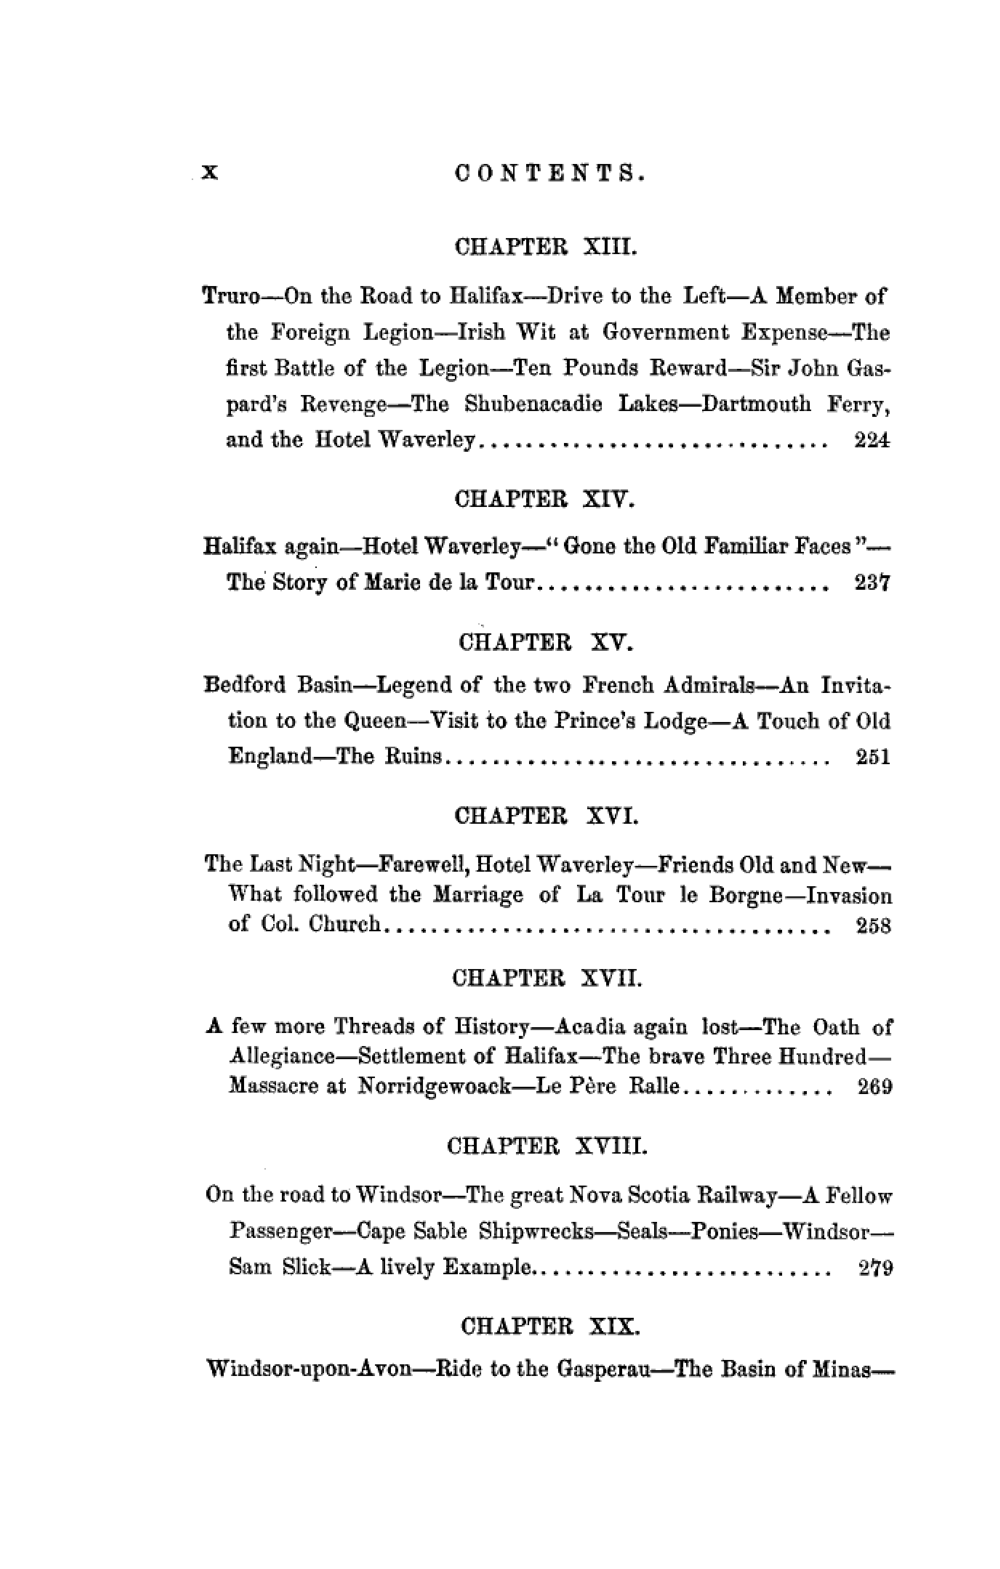 x CONTENTS.
CHAPTER XIII.
Truro—On the Road to Halifax—Drive to the Left—A Member of
the Foreign Legion—Irish Wit at Government Expense—The
first Battle of the Legion—Ten Pounds Reward—Sir John Gas-
pard's Revenge—The Shubenacadie Lakes—Dartmouth Ferry,
and the Hotel Waverley.............................. 224
CHAPTER XIV.
Halifax again—Hotel Waverley—“Gone the Old Familiar Faces”—
The Story of Marie de la Tour......................... 237
CHAPTER XV.
Bedford Basin—Legend of the two French Admirals—An Invita-
tion to the Queen—Visit to the Prince's Lodge—A Touch of Old
England—The Ruins................................. 251
CHAPTER XVI.
The Last Night—Farewell, Hotel Waverley—Friends Old and New—
What followed the Marriage of La Tour le Borgne—Invasion
of Col. Church...................................... 258
CHAPTER XVII.
A few more Threads of History—Acadia again lost—The Oath of
Allegiance—Settlement of Halifax—The brave Three Hundred—
Massacre at Norridgewoack—Le Père Ralle............. 269
CHAPTER XVIII.
On the road to Windsor—The great Nova Scotia Railway—A Fellow
Passenger—Cape Sable Shipwrecks—Seals—Ponies—Windsor—
Sam Slick—A lively Example.......................... 279
CHAPTER XIX.
Windsor-upon-Avon—Ride to the Gasperau—The Basin of Minas—